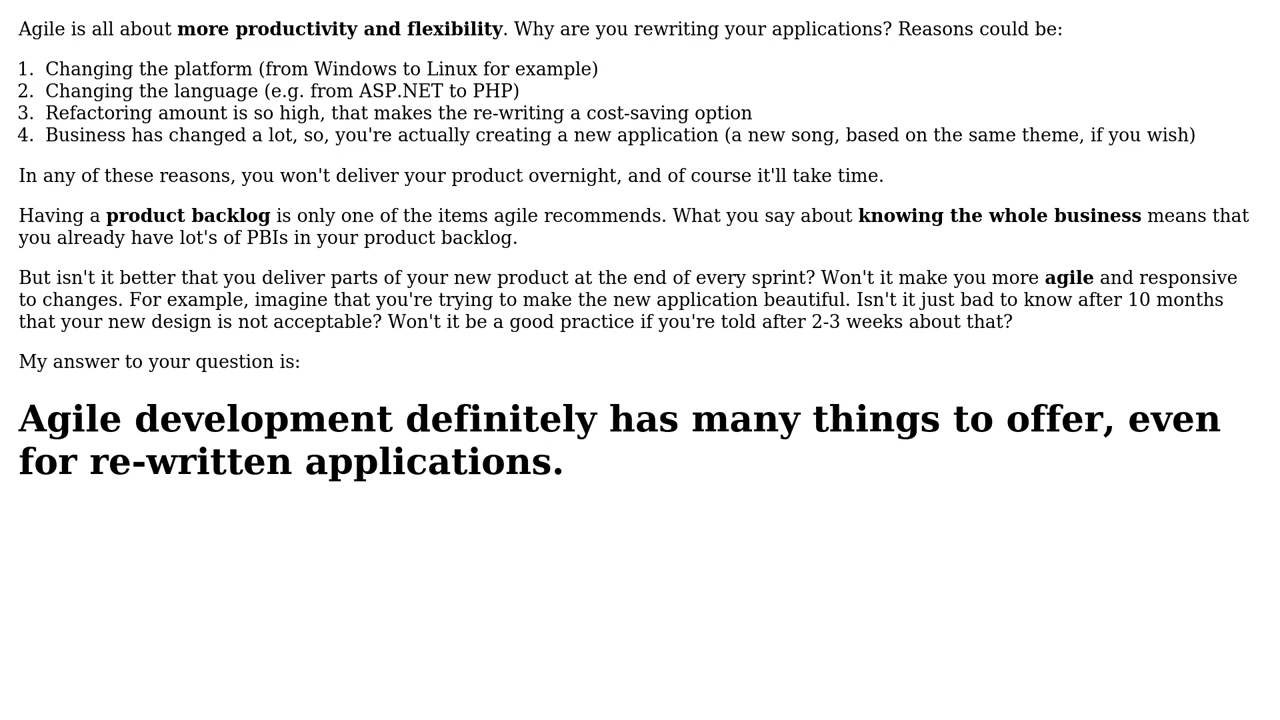 Agile is all about more productivity and flexibility. Why are you rewriting your applications? Reasons could be:
1. Changing the platform (from Windows to Linux for example)
2. Changing the language (e.g. from ASP.NET to PHP)
3. Refactoring amount is so high, that makes the re-writing a cost-saving option
4. Business has changed a lot, so, you're actually creating a new application (a new song, based on the same theme, if you wish)
In any of these reasons, you won't deliver your product overnight, and of course it'll take time.
Having a product backlog is only one of the items agile recommends. What you say about knowing the whole business means that
you already have lot's of PBIs in your product backlog.
But isn't it better that you deliver parts of your new product at the end of every sprint? Won't it make you more agile and responsive
to changes. For example, imagine that you're trying to make the new application beautiful. Isn't it just bad to know after 10 months
that your new design is not acceptable? Won't it be a good practice if you're told after 2-3 weeks about that?
My answer to your question is:
Agile development definitely has many things to offer, even
for re-written applications.